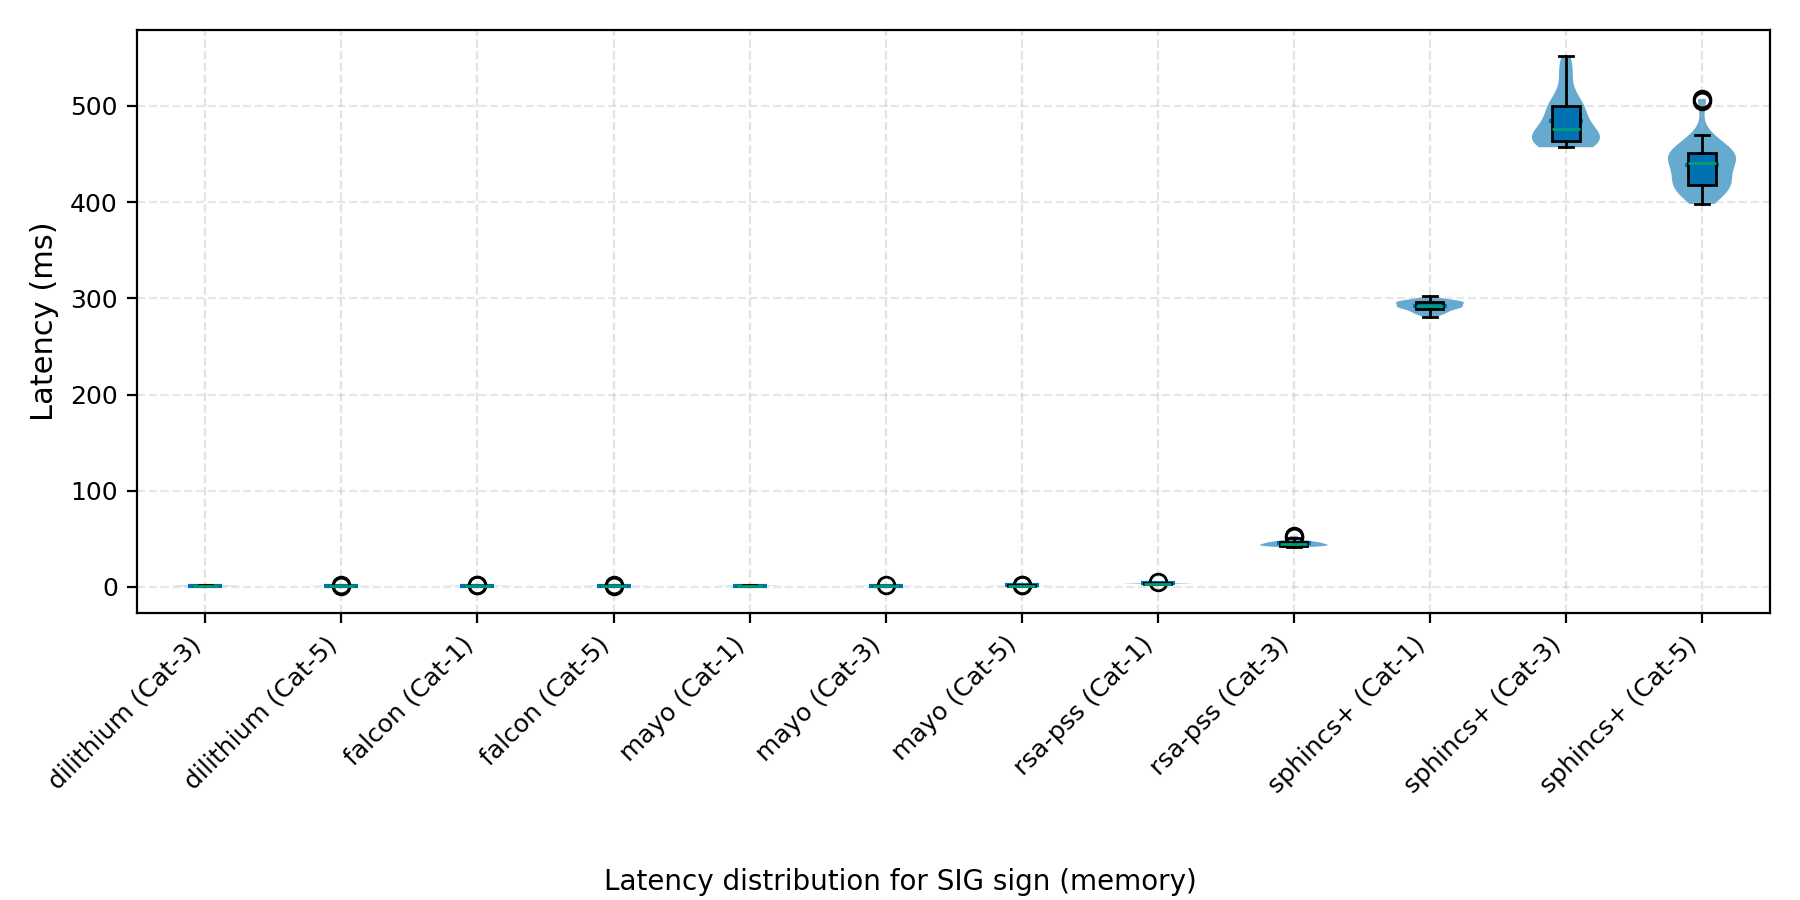 Latency (ms)
500
400
300
200
100
0
dilithium (Cat-3)
dilithium (Cat-5)
falcon (Cat-1)
falcon (Cat-5)
mayo (Cat-1)
mayo (Cat-3)
mayo (Cat-5)
rsa-pss (Cat-1)
rsa-pss (Cat-3)
sphincs+ (Cat-1)
sphincs+ (Cat-3)
sphincs+ (Cat-5)
Latency distribution for SIG sign (memory)